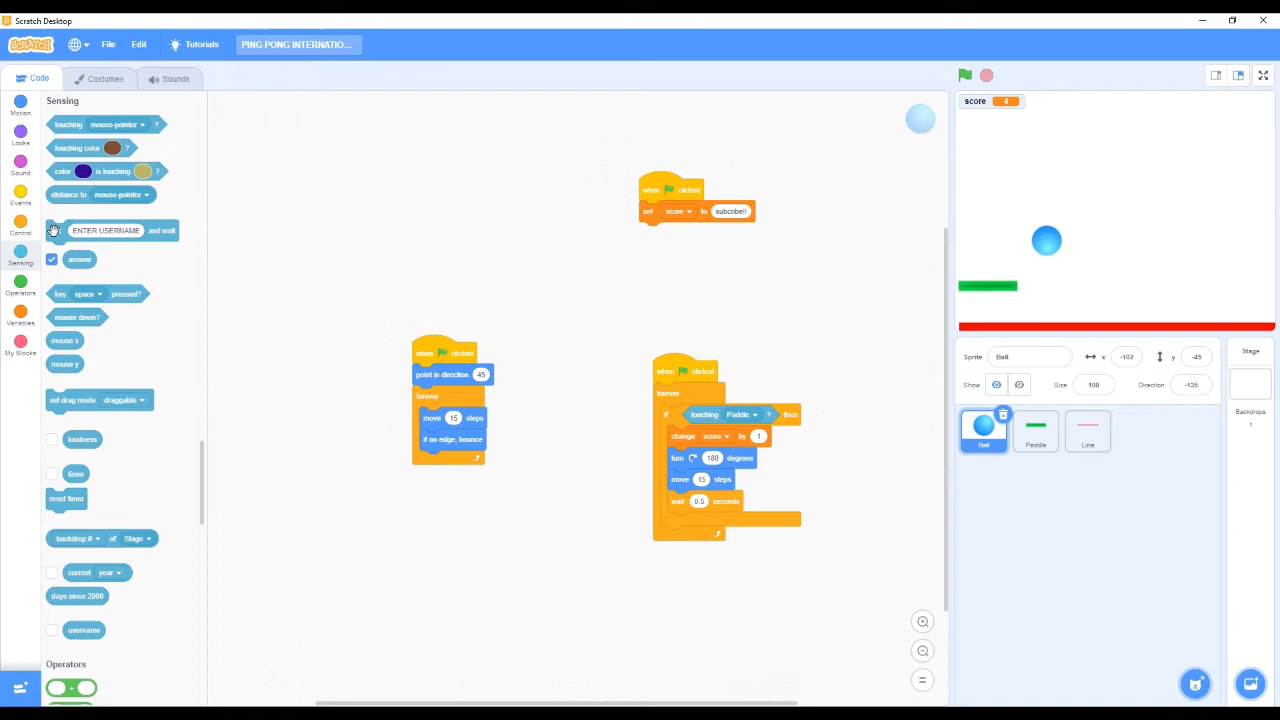 Scratch Desktop
SCRATCH File Edit Tutorials PING PONG INTERNATIO...
Code Costumes Sounds
Motion
Looks
Sound
Events
Control
Sensing
Operators
Variables
My Blocks
Sensing
touching mouse-pointer ?
touching color ?
color is touching ?
distance to mouse-pointer
ENTER USERNAME and wait
answer
key space pressed?
mouse down?
mouse x
mouse y
set drag mode draggable
loudness
timer
reset timer
backdrop # of Stage
current year
days since 2000
username
Operators
+
when clicked
set score to subcribe!!
when clicked
point in direction 45
forever
move 15 steps
if on edge, bounce
when clicked
forever
if touching Paddle ? then
change score by 1
turn 180 degrees
move 15 steps
wait 0.5 seconds
score 4
Sprite Ball x -102 y -45
Show Size 100 Direction -135
Ball Paddle Line
Stage
Backdrops
1